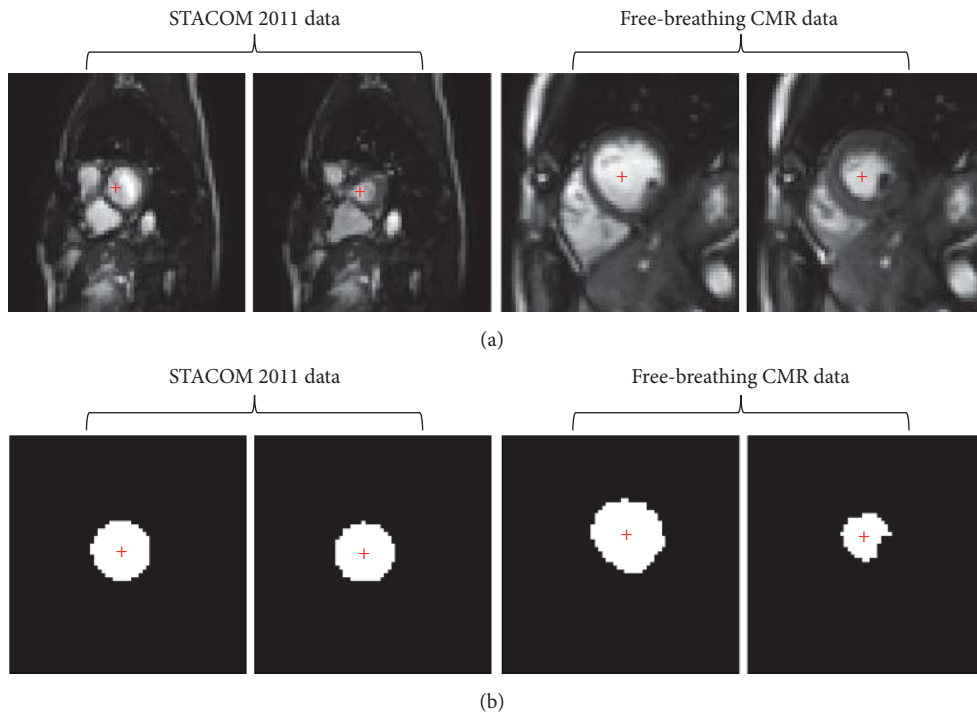 STACOM 2011 data
Free-breathing CMR data
(a)
STACOM 2011 data
Free-breathing CMR data
(b)